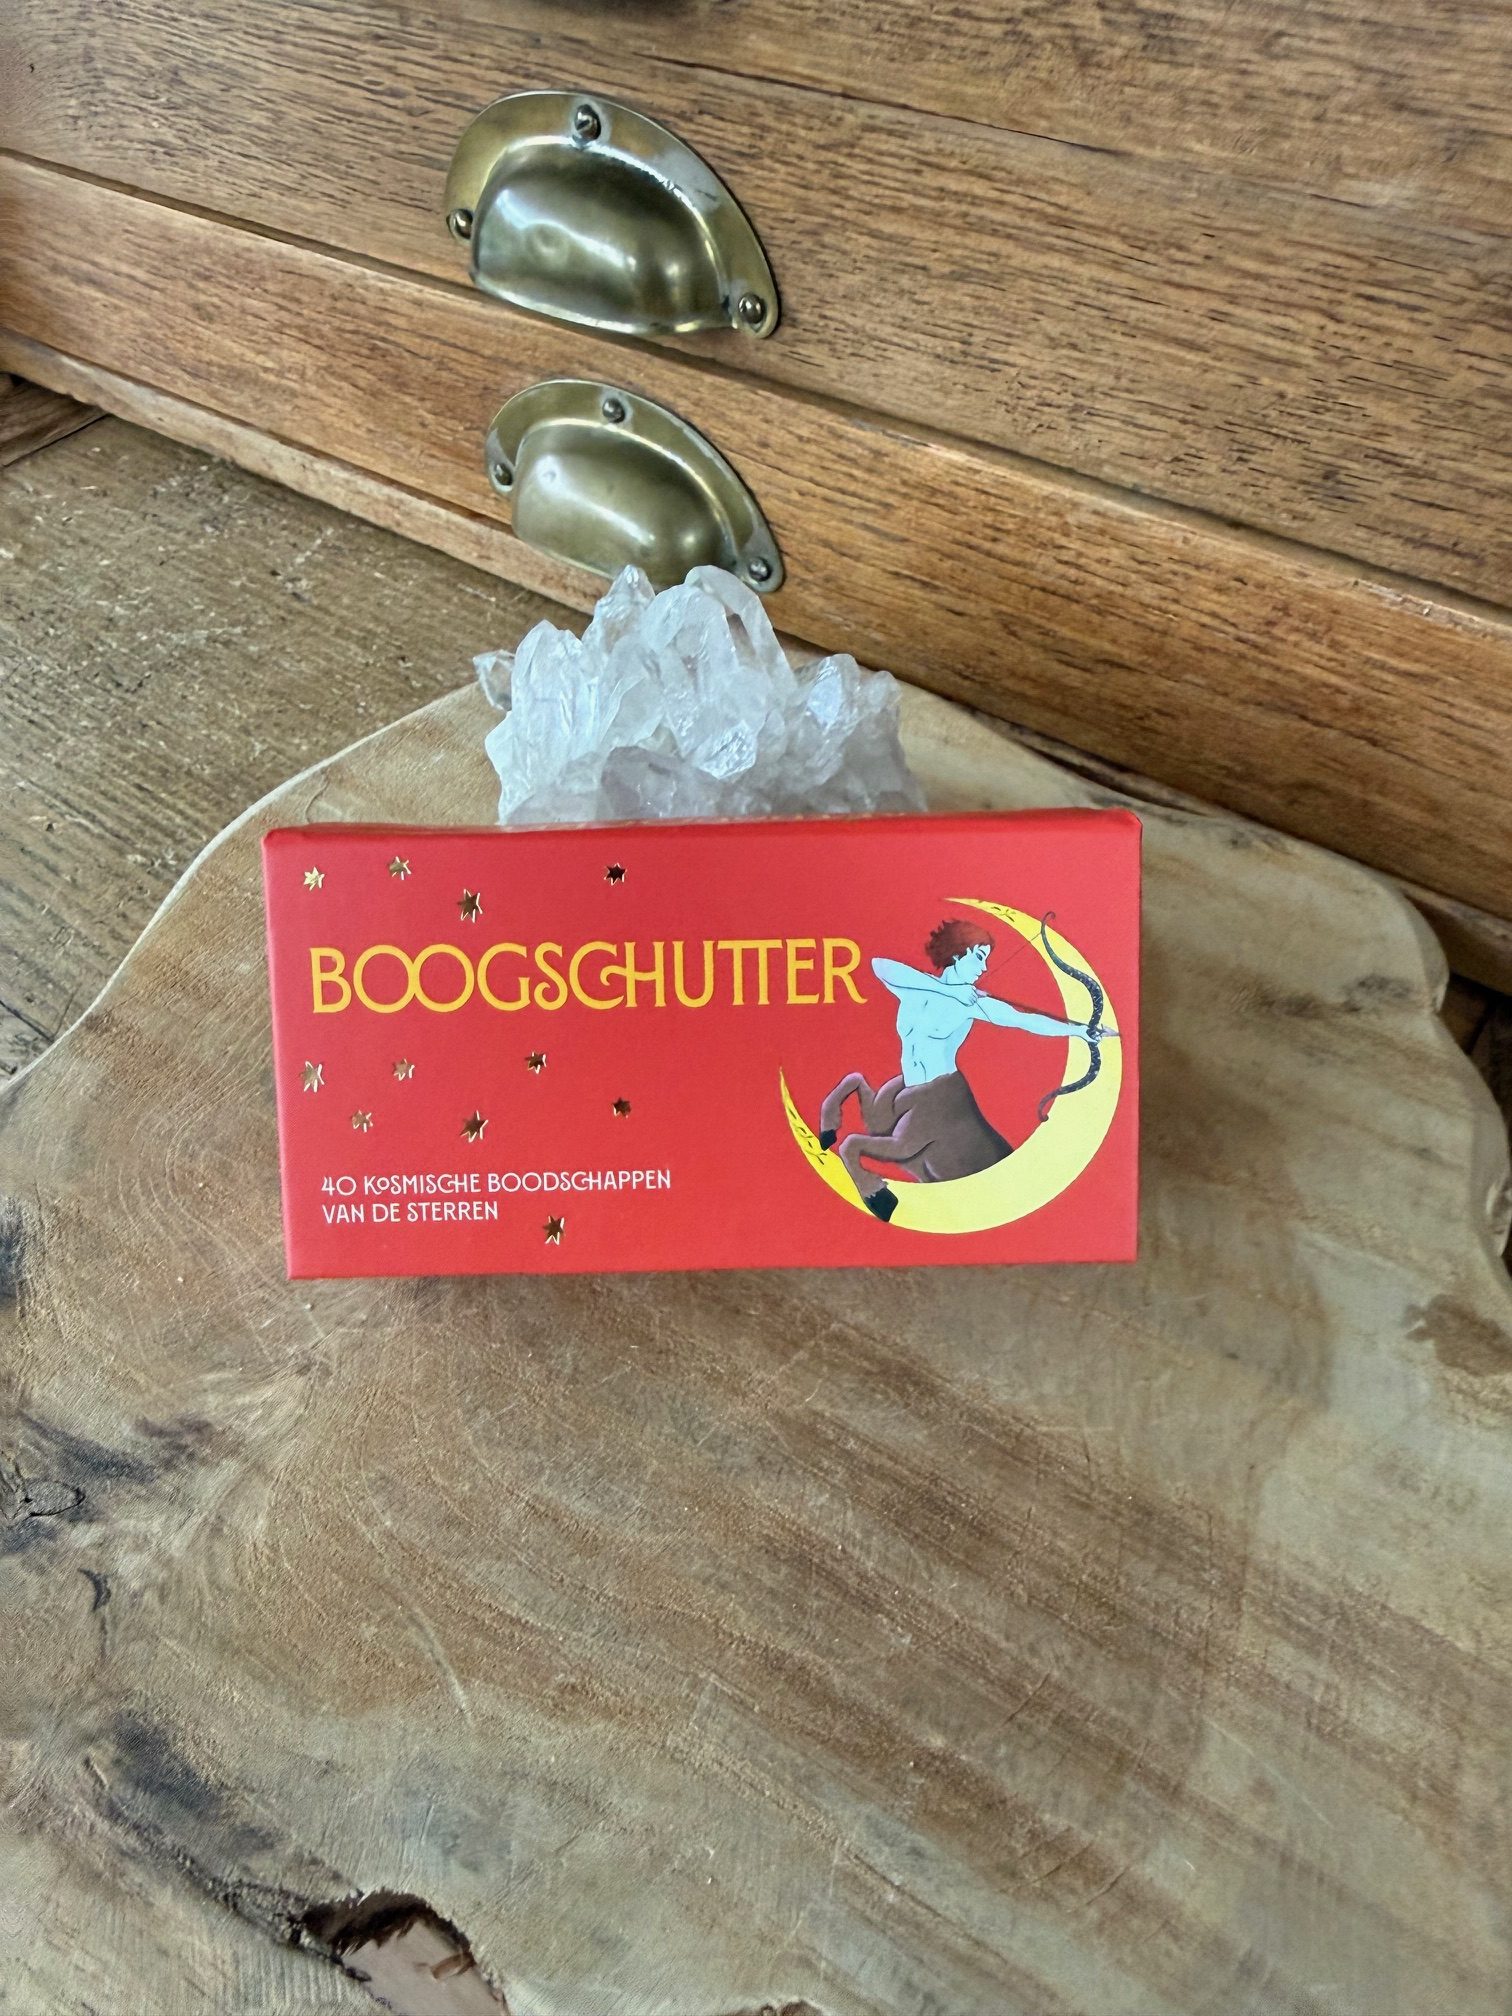 BOOGSCHUTTER
40 KOSMISCHE BOODSCHAPPEN
VAN DE STERREN